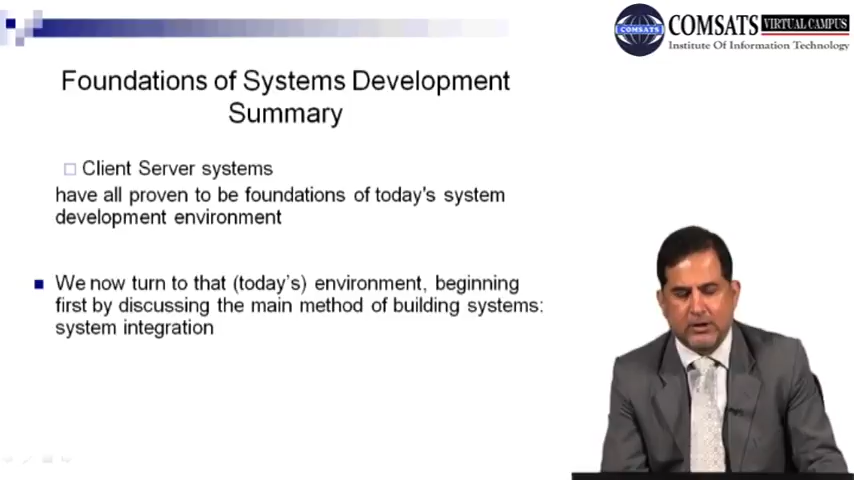 COMSATS
COMSATS VIRTUAL CAMPUS
Institute Of Information Technology
Foundations of Systems Development
Summary
Client Server systems
have all proven to be foundations of today's system
development environment
We now turn to that (today's) environment, beginning
first by discussing the main method of building systems:
system integration